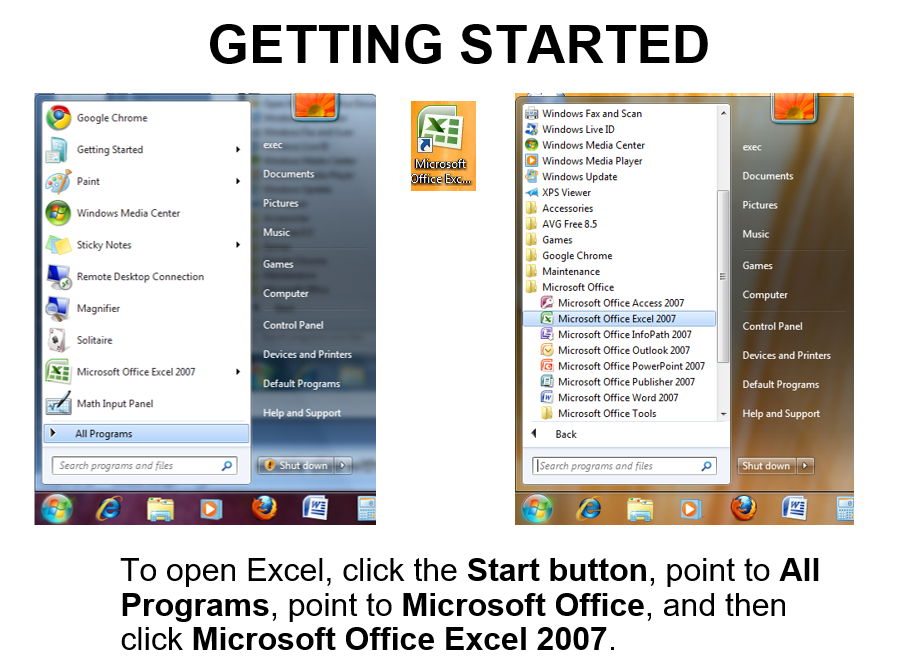 GETTING STARTED
Google Chrome
Getting Started
Paint
Windows Media Center
Sticky Notes
Remote Desktop Connection
Magnifier
Solitaire
Microsoft Office Excel 2007
Math Input Panel
All Programs
Search programs and files
exec
Documents
Pictures
Music
Games
Computer
Control Panel
Devices and Printers
Default Programs
Help and Support
Shut down
Microsoft
Office Exc...
Windows Fax and Scan
Windows Live ID
Windows Media Center
Windows Media Player
Windows Update
XPS Viewer
Accessories
AVG Free 8.5
Games
Google Chrome
Maintenance
Microsoft Office
Microsoft Office Access 2007
Microsoft Office Excel 2007
Microsoft Office InfoPath 2007
Microsoft Office Outlook 2007
Microsoft Office PowerPoint 2007
Microsoft Office Publisher 2007
Microsoft Office Word 2007
Microsoft Office Tools
Back
Search programs and files
exec
Documents
Pictures
Music
Games
Computer
Control Panel
Devices and Printers
Default Programs
Help and Support
Shut down
To open Excel, click the Start button, point to All
Programs, point to Microsoft Office, and then
click Microsoft Office Excel 2007.